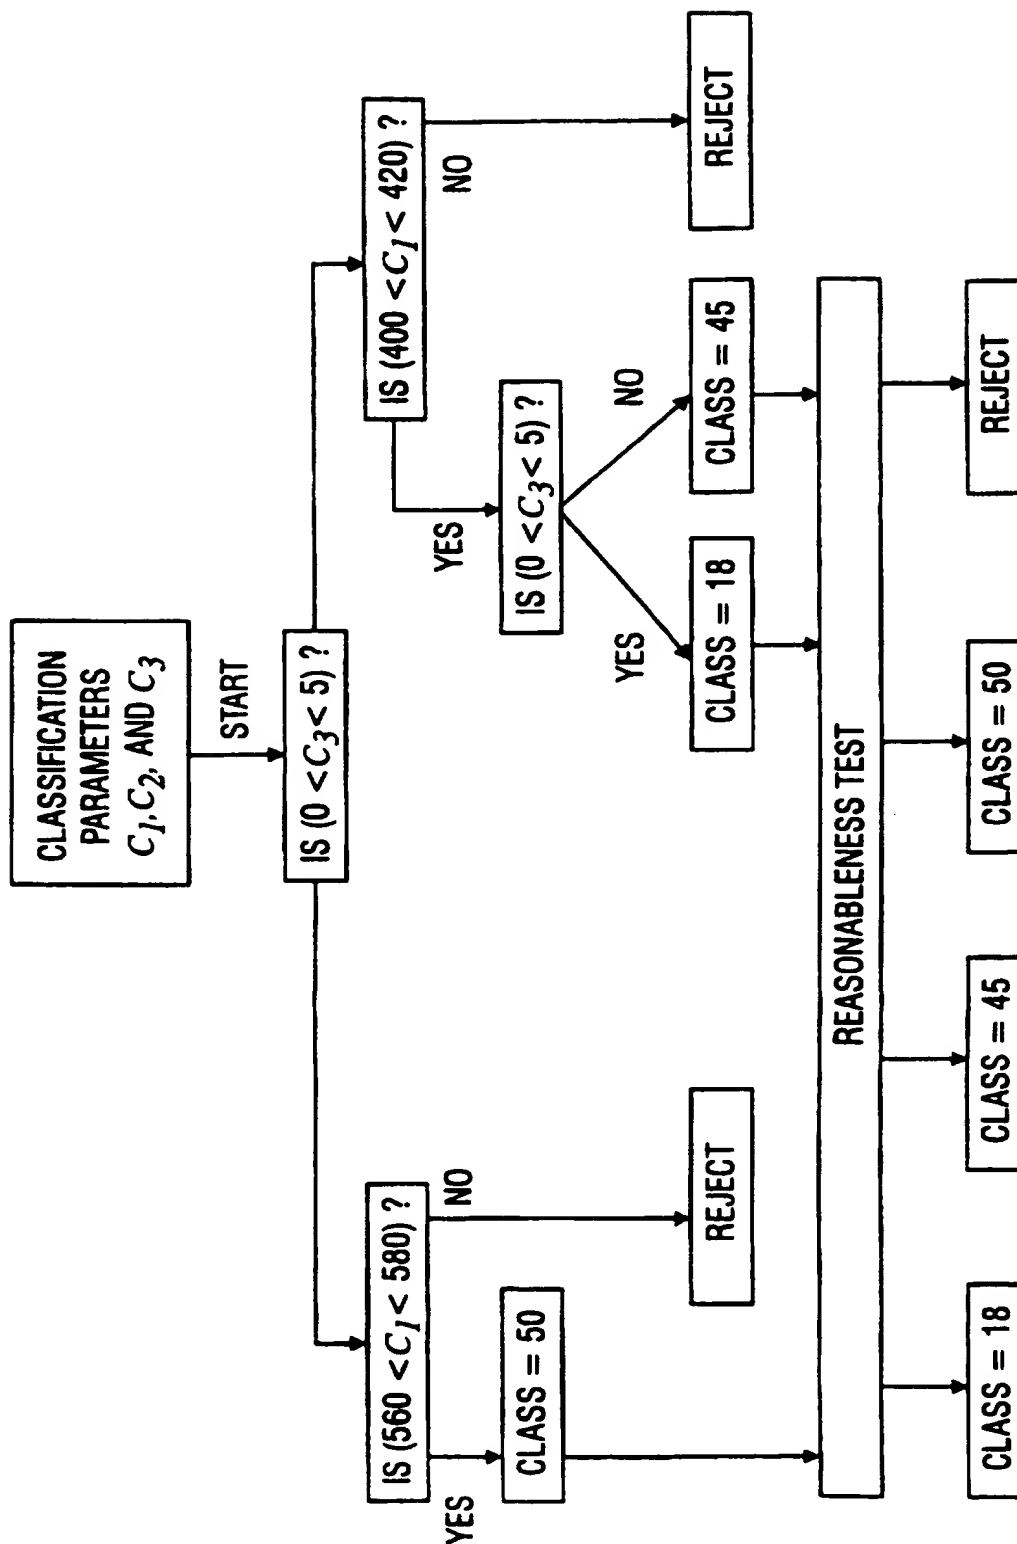 CLASSIFICATION
PARAMETERS
C1, C2, AND C3
START
IS (0 < C3 < 5) ?
IS (560 < C1 < 580) ?
IS (400 < C1 < 420) ?
YES
NO
YES
NO
CLASS = 50
IS (0 < C3 < 5) ?
YES
NO
REJECT
CLASS = 18
CLASS = 45
REJECT
REASONABLENESS TEST
CLASS = 18
CLASS = 45
CLASS = 50
REJECT